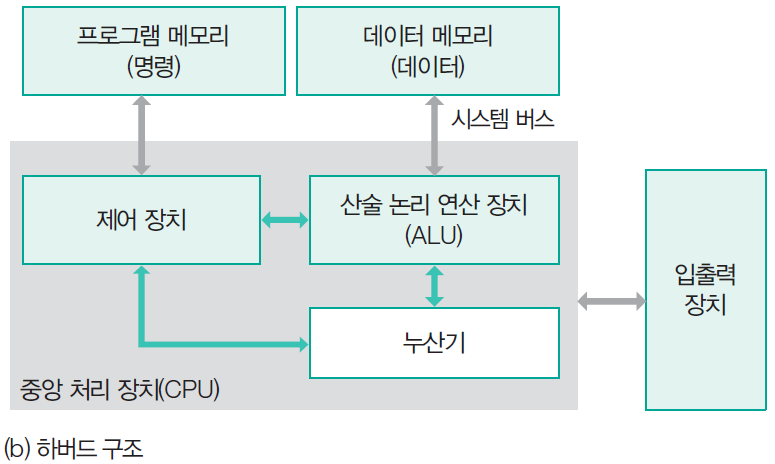 프로그램 메모리
(명령)
데이터 메모리
(데이터)
시스템 버스
제어 장치
산술 논리 연산 장치
(ALU)
입출력
장치
누산기
중앙 처리 장치(CPU)
(b) 하버드 구조